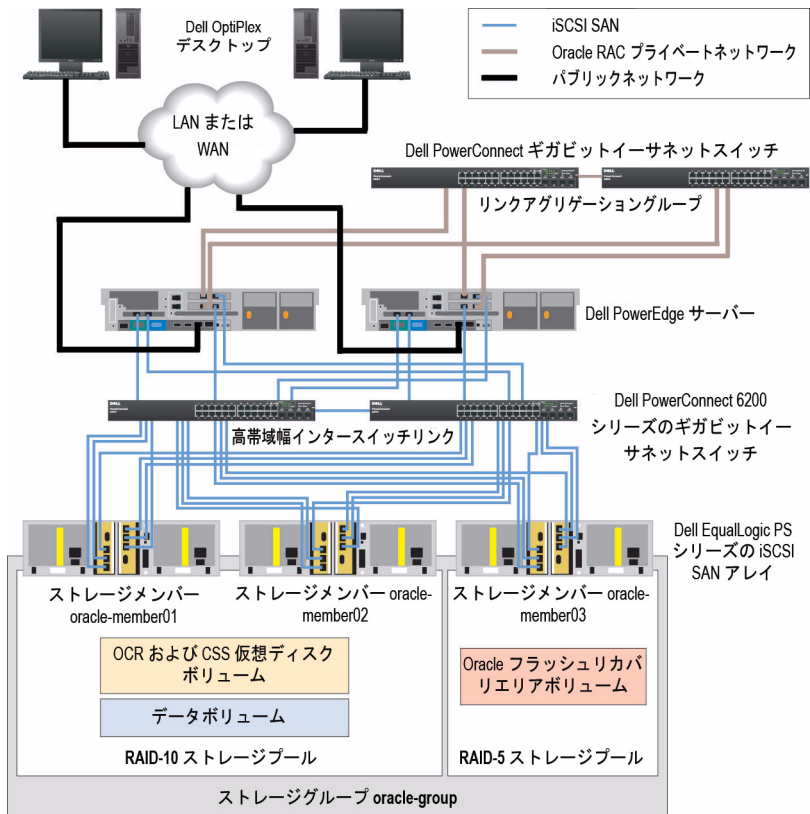 Dell OptiPlex
デスクトップ
iSCSI SAN
Oracle RAC プライベートネットワーク
パブリックネットワーク
LAN または
WAN
Dell PowerConnect ギガビットイーサネットスイッチ
リンクアグリゲーショングループ
Dell PowerEdge サーバー
Dell PowerConnect 6200
シリーズのギガビットイー
サネットスイッチ
高帯域幅インタースイッチリンク
Dell EqualLogic PS
シリーズの iSCSI
SAN アレイ
ストレージメンバー
oracle-member01
ストレージメンバー oracle-
member02
ストレージメンバー oracle-
member03
OCR および CSS 仮想ディスク
ボリューム
データボリューム
Oracle フラッシュリカバ
リエリアボリューム
RAID-10 ストレージプール
RAID-5 ストレージプール
ストレージグループ oracle-group